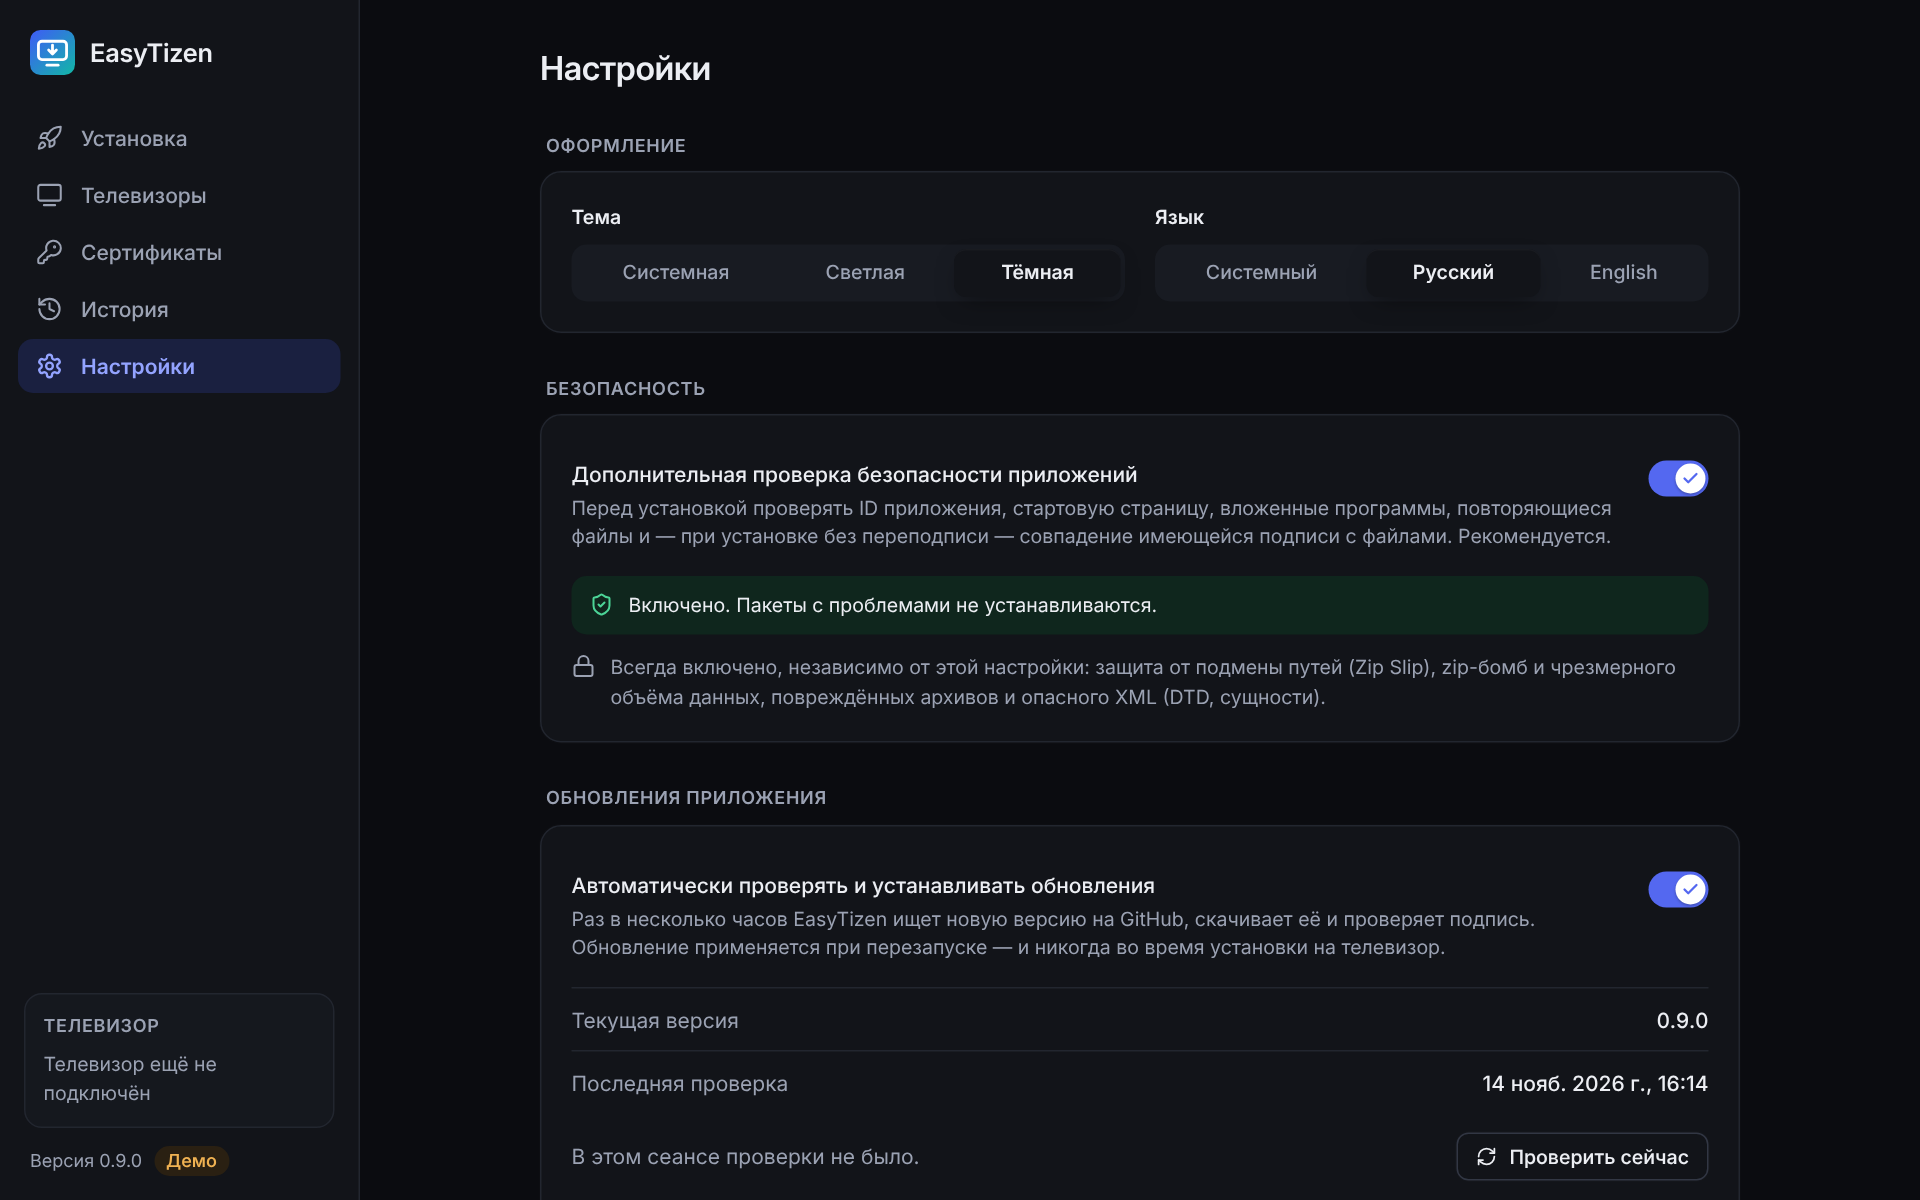 EasyTizen
Установка
Телевизоры
Сертификаты
История
Настройки
ТЕЛЕВИЗОР
Телевизор ещё не
подключён
Версия 0.9.0
Демо
Настройки
ОФОРМЛЕНИЕ
Тема
Системная
Светлая
Тёмная
Язык
Системный
Русский
English
БЕЗОПАСНОСТЬ
Дополнительная проверка безопасности приложений
Перед установкой проверять ID приложения, стартовую страницу, вложенные программы, повторяющиеся
файлы и — при установке без переподписи — совпадение имеющейся подписи с файлами. Рекомендуется.
Включено. Пакеты с проблемами не устанавливаются.
Всегда включено, независимо от этой настройки: защита от подмены путей (Zip Slip), zip-бомб и чрезмерного
объёма данных, повреждённых архивов и опасного XML (DTD, сущности).
ОБНОВЛЕНИЯ ПРИЛОЖЕНИЯ
Автоматически проверять и устанавливать обновления
Раз в несколько часов EasyTizen ищет новую версию на GitHub, скачивает её и проверяет подпись.
Обновление применяется при перезапуске — и никогда во время установки на телевизор.
Текущая версия
0.9.0
Последняя проверка
14 нояб. 2026 г., 16:14
В этом сеансе проверки не было.
Проверить сейчас